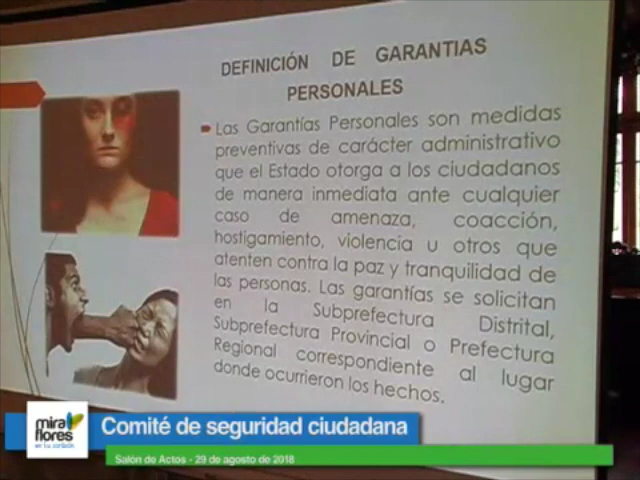 DEFINICIÓN DE GARANTIAS
PERSONALES
Las Garantías Personales son medidas
preventivas de carácter administrativo
que el Estado otorga a los ciudadanos
de manera inmediata ante cualquier
caso de amenaza, coacción,
hostigamiento, violencia u otros que
atenten contra la paz y tranquilidad de
las personas. Las garantías se solicitan
en la Subprefectura Distrital,
Subprefectura Provincial o Prefectura
Regional correspondiente al lugar
donde ocurrieron los hechos.
mira
flores
Comité de seguridad ciudadana
Salón de Actos - 29 de agosto de 2018